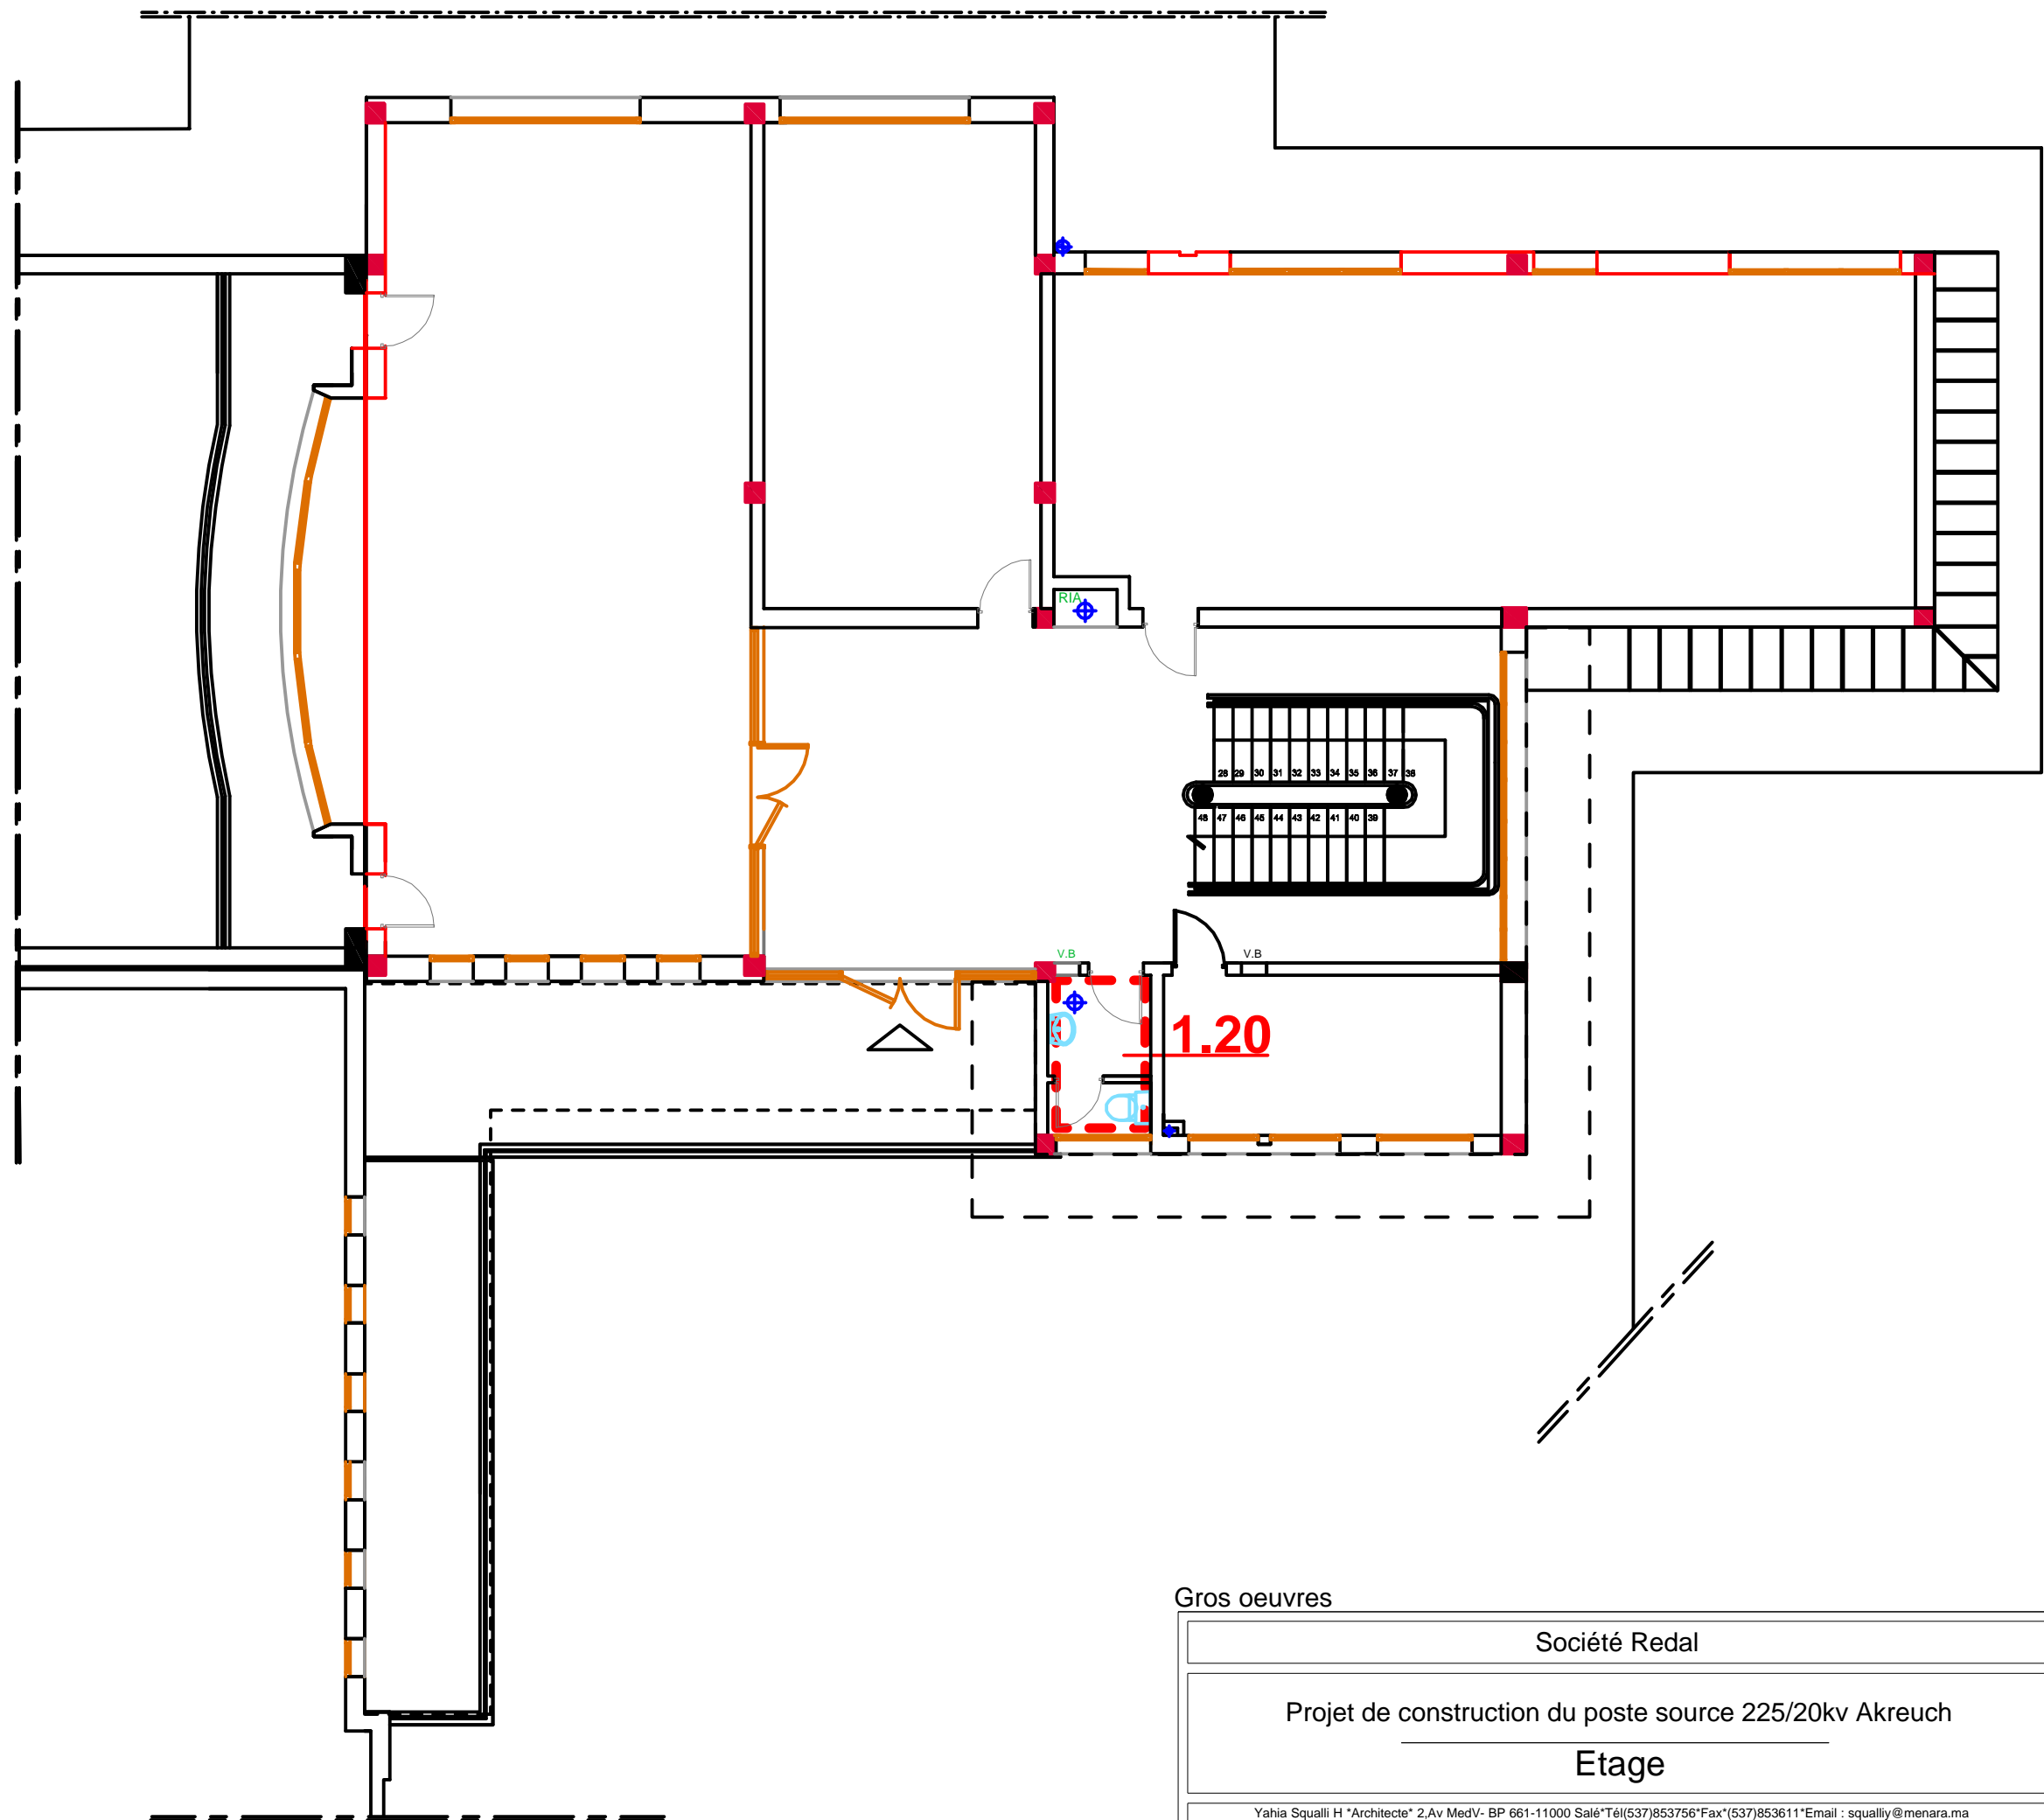 RIA
28 29 30 31 32 33 34 35 36 37 38
48 47 46 45 44 43 42 41 40 39
V.B V.B
1.20
Gros oeuvres
Société Redal
Projet de construction du poste source 225/20kv Akreuch
Etage
Yahia Squalli H *Architecte* 2,Av MedV- BP 661-11000 Salé*Tél(537)853756*Fax*(537)853611*Email : squalliy@menara.ma